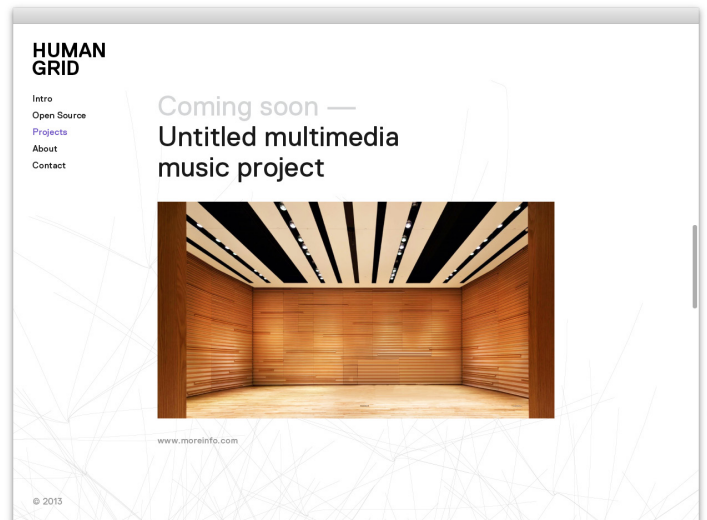 HUMAN
GRID
Intro
Open Source
Projects
About
Contact
Coming soon —
Untitled multimedia
music project
www.moreinfo.com
© 2013